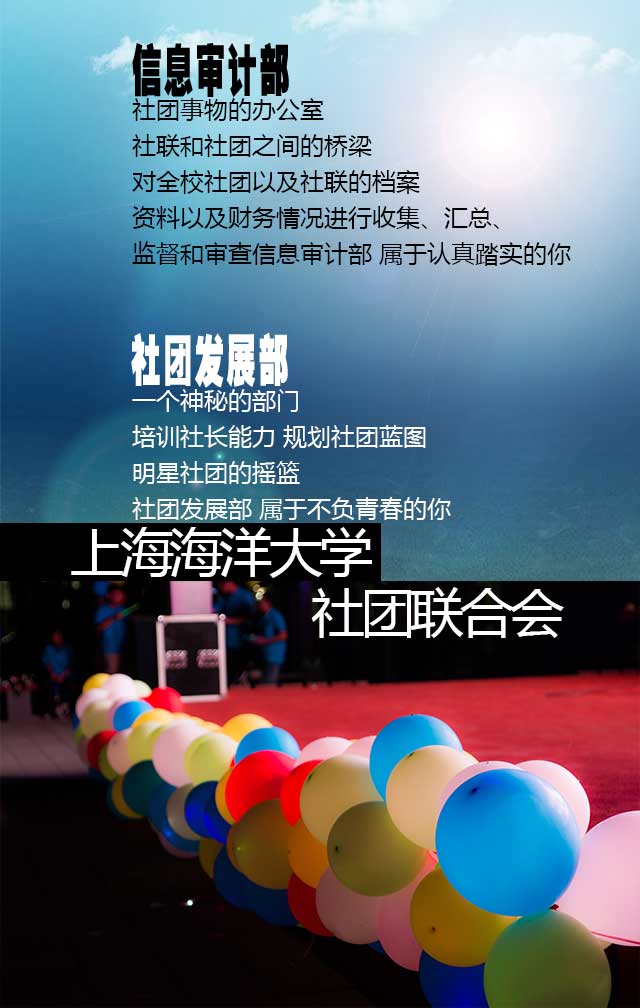 信息审计部
社团事物的办公室
社联和社团之间的桥梁
对全校社团以及社联的档案
资料以及财务情况进行收集、汇总、
监督和审查信息审计部 属于认真踏实的你
社团发展部
一个神秘的部门
培训社长能力 规划社团蓝图
明星社团的摇篮
社团发展部 属于不负青春的你
上海海洋大学
社团联合会